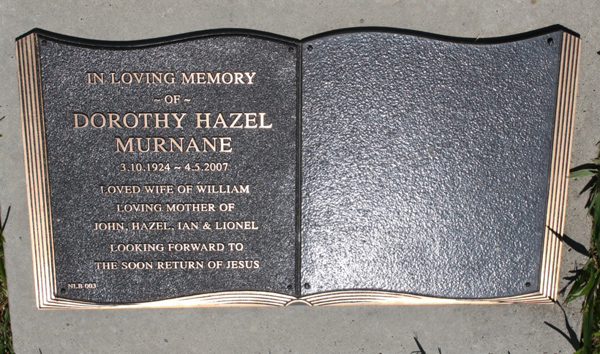 IN LOVING MEMORY
~ OF ~
DOROTHY HAZEL
MURNANE
3.10.1924 ~ 4.5.2007
LOVED WIFE OF WILLIAM
LOVING MOTHER OF
JOHN, HAZEL, IAN & LIONEL
LOOKING FORWARD TO
THE SOON RETURN OF JESUS
NLB 003